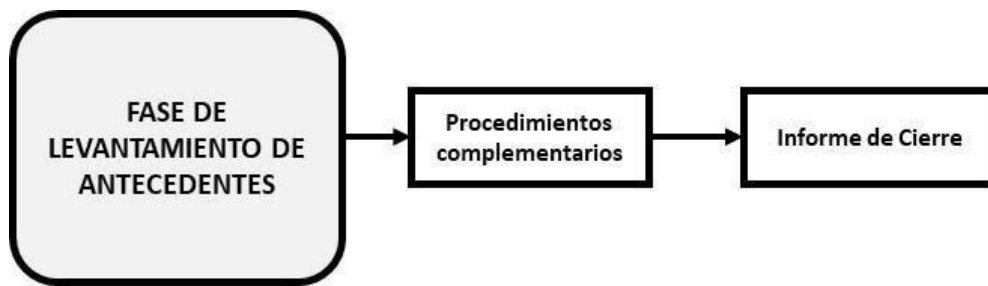 FASE DE
LEVANTAMIENTO DE
ANTECEDENTES
Procedimientos
complementarios
Informe de Cierre